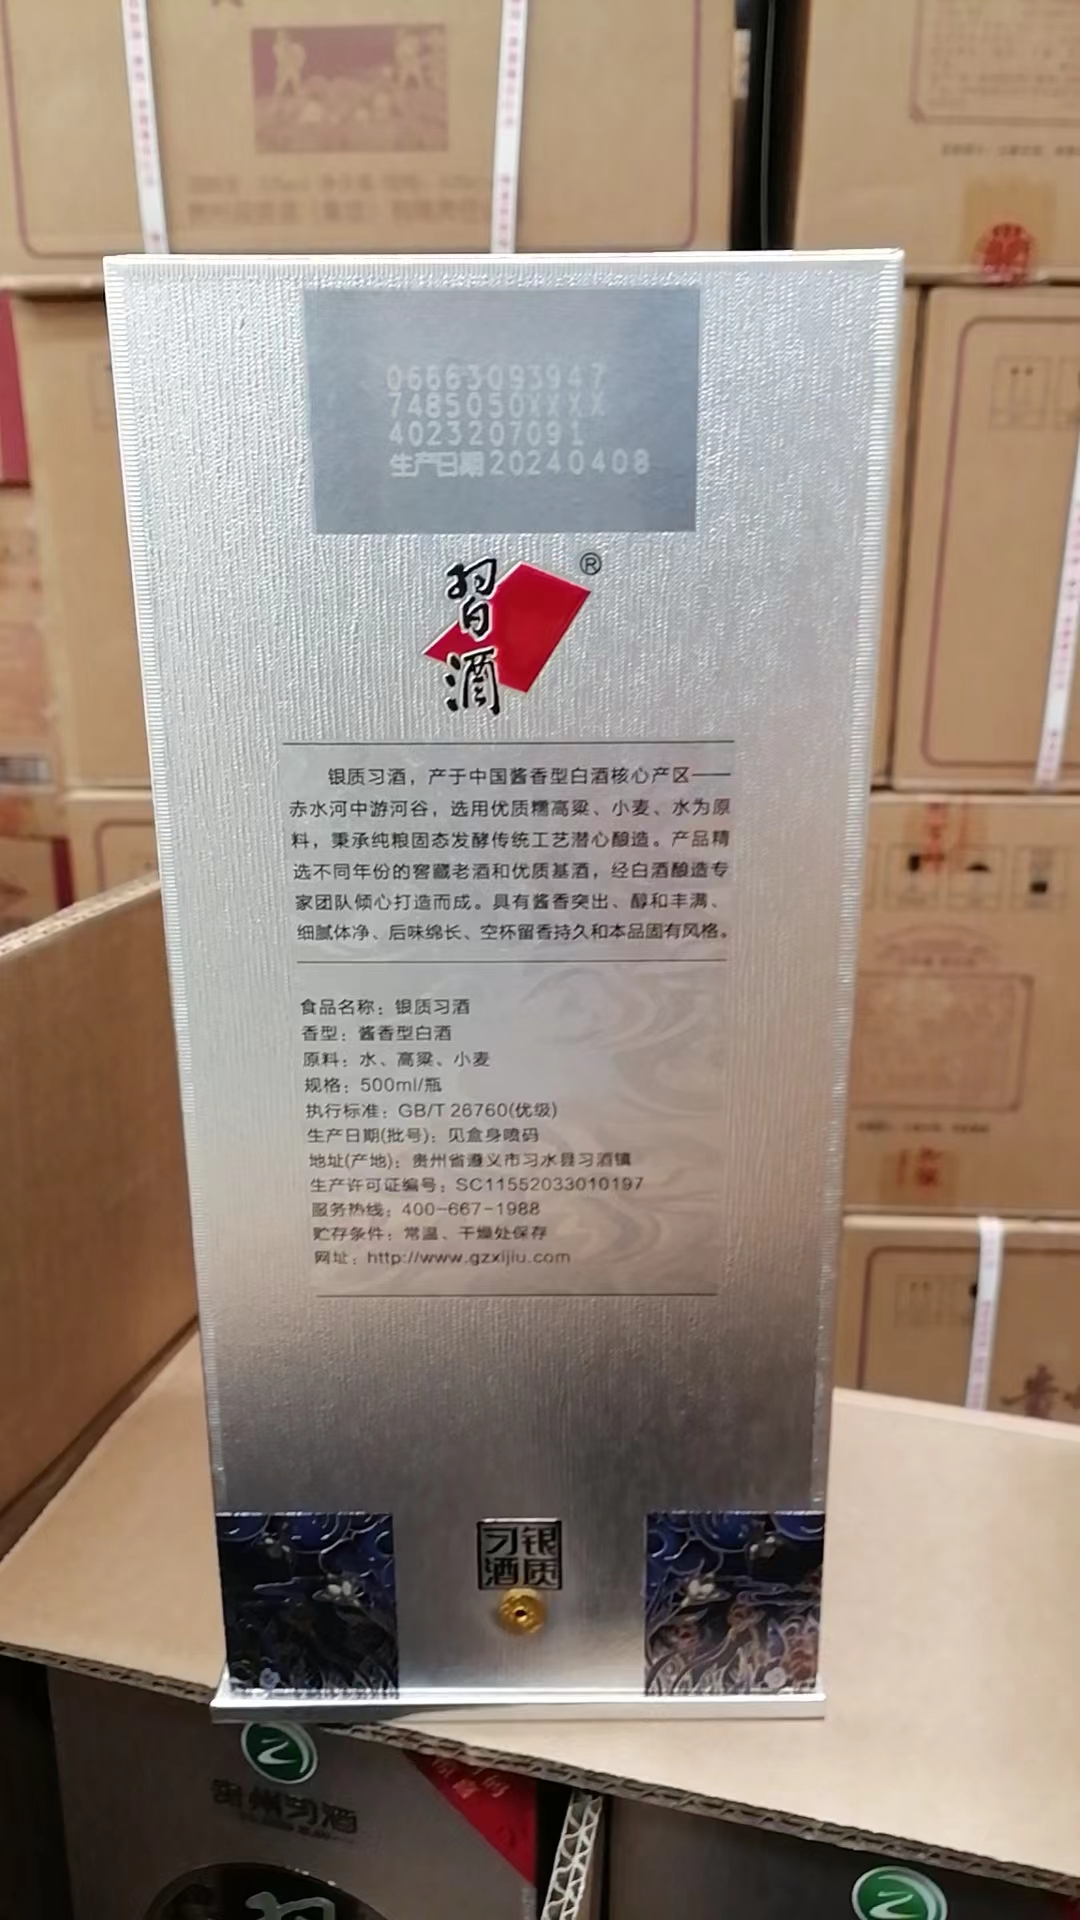 06663093947
7485050XXXX
4023207091
生产日期20240408
習酒
®
银质习酒，产于中国酱香型白酒核心产区——
赤水河中游河谷，选用优质糯高粱、小麦、水为原
料，秉承纯粮固态发酵传统工艺潜心酿造。产品精
选不同年份的窖藏老酒和优质基酒，经白酒酿造专
家团队倾心打造而成。具有酱香突出、醇和丰满、
细腻体净、后味绵长、空杯留香持久和本品固有风格。
食品名称：银质习酒
香型：酱香型白酒
原料：水、高粱、小麦
规格：500ml/瓶
执行标准：GB/T 26760(优级)
生产日期(批号)：见盒身喷码
地址(产地)：贵州省遵义市习水县习酒镇
生产许可证编号：SC11552033010197
服务热线：400-667-1988
贮存条件：常温、干燥处保存
网址：http://www.gzxijiu.com
银质
习酒
贵州习酒
習